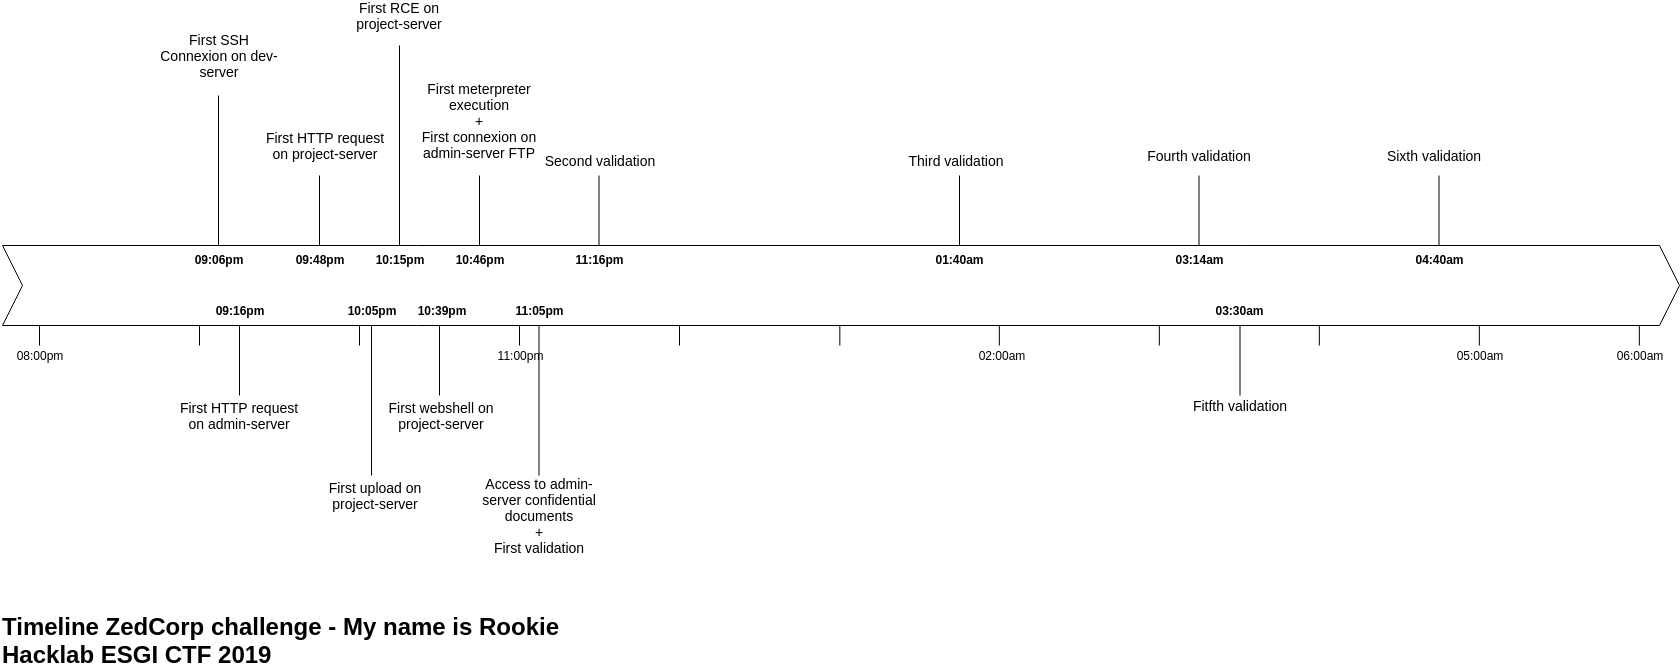 First RCE on
project-server
First SSH
Connexion on dev-
server
First meterpreter
execution
+
First connexion on
admin-server FTP
First HTTP request
on project-server
Second validation
Third validation
Fourth validation
Sixth validation
09:06pm
09:48pm
10:15pm
10:46pm
11:16pm
01:40am
03:14am
04:40am
09:16pm
10:05pm
10:39pm
11:05pm
03:30am
08:00pm
11:00pm
02:00am
05:00am
06:00am
First HTTP request
on admin-server
First webshell on
project-server
Fitfth validation
First upload on
project-server
Access to admin-
server confidential
documents
+
First validation
Timeline ZedCorp challenge - My name is Rookie
Hacklab ESGI CTF 2019